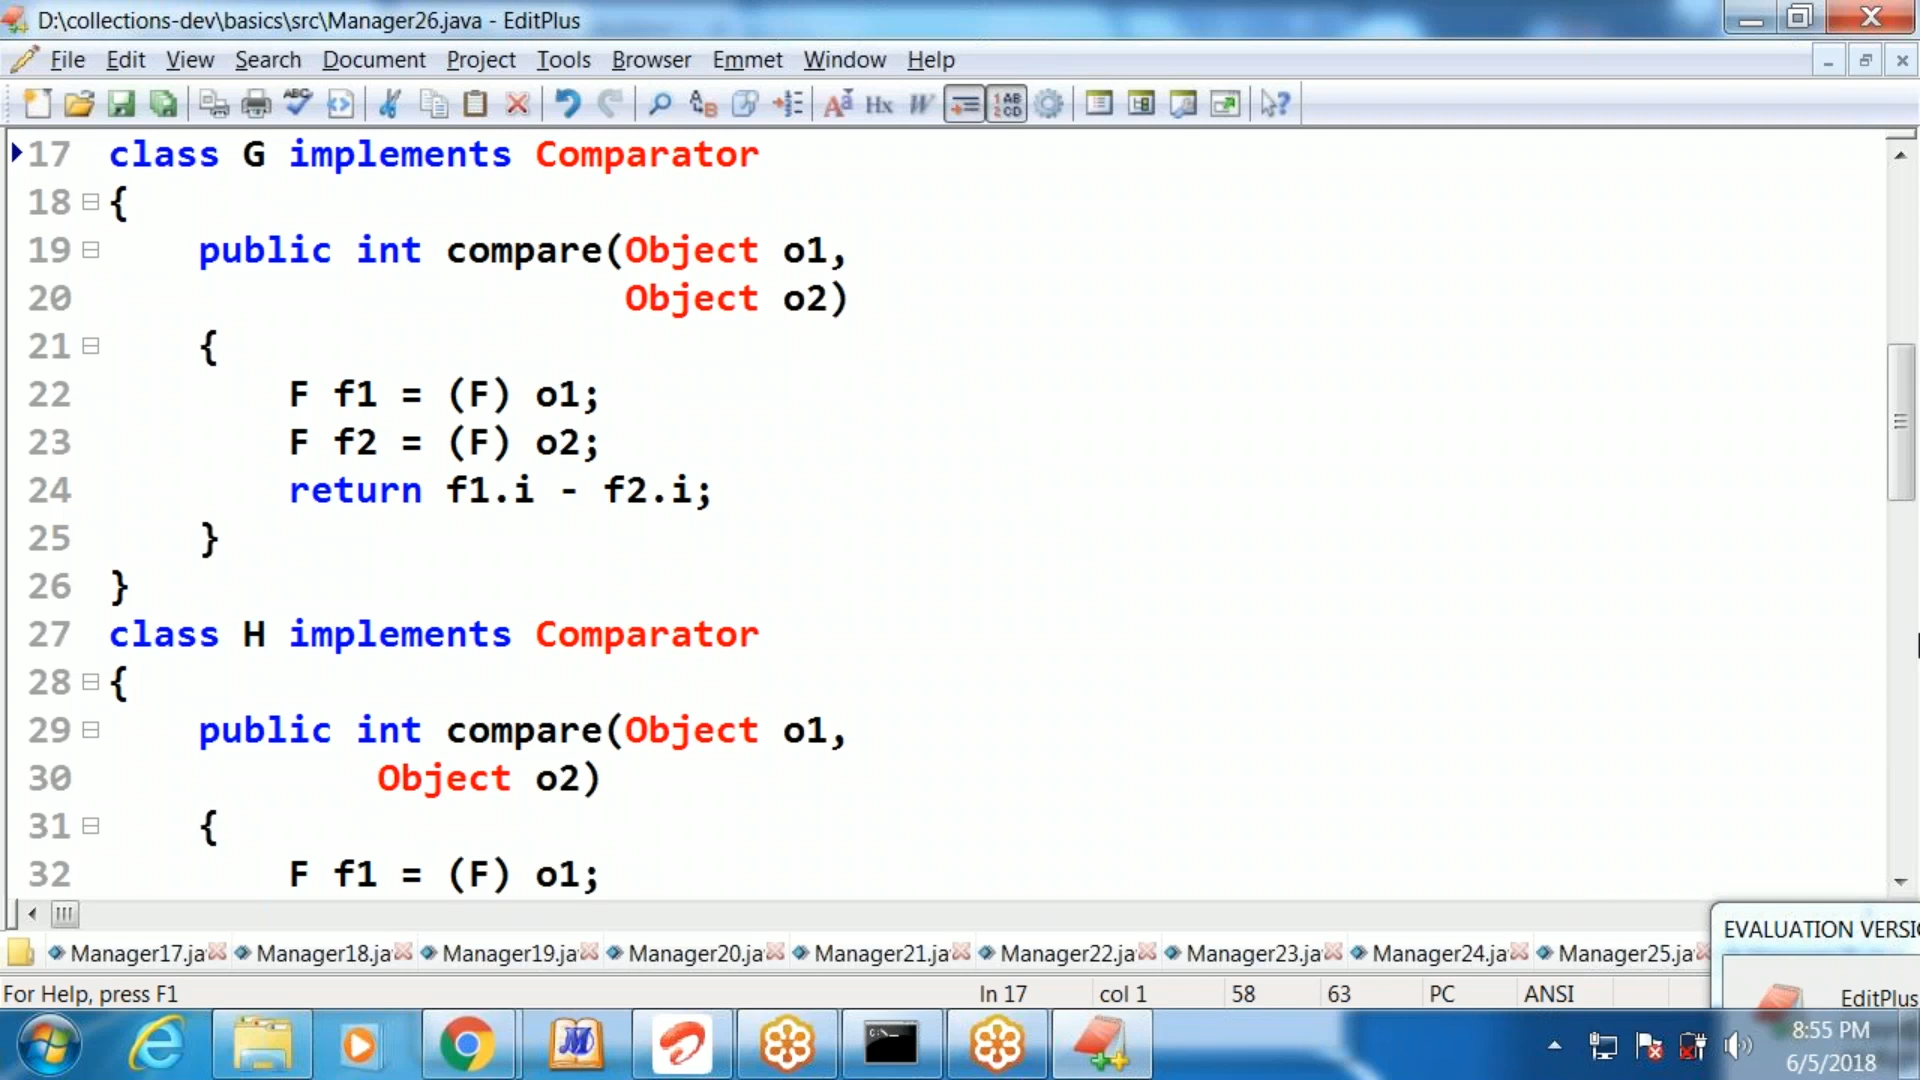 D:\collections-dev\basics\src\Manager26.java - EditPlus
File Edit View Search Document Project Tools Browser Emmet Window Help
17 class G implements Comparator
18 {
19 public int compare(Object o1,
20 Object o2)
21 {
22 F f1 = (F) o1;
23 F f2 = (F) o2;
24 return f1.i - f2.i;
25 }
26 }
27 class H implements Comparator
28 {
29 public int compare(Object o1,
30 Object o2)
31 {
32 F f1 = (F) o1;
EVALUATION VERSI
Manager17.ja Manager18.ja Manager19.ja Manager20.ja Manager21.ja Manager22.ja Manager23.ja Manager24.ja Manager25.ja
For Help, press F1 ln 17 col 1 58 63 PC ANSI
EditPlus
8:55 PM
6/5/2018